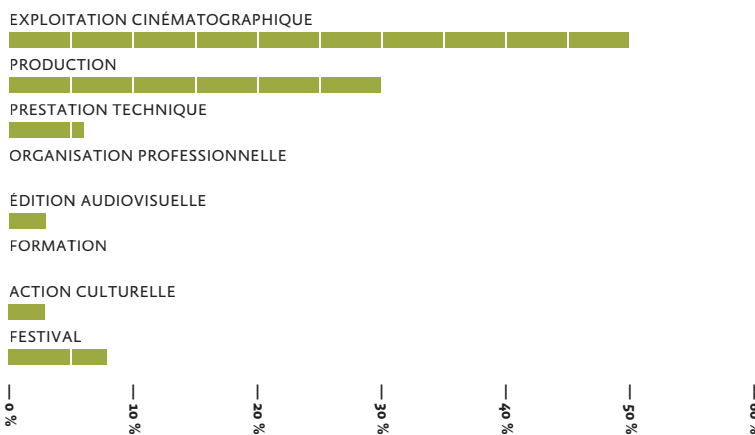 EXPLOITATION CINÉMATOGRAPHIQUE
PRODUCTION
PRESTATION TECHNIQUE
ORGANISATION PROFESSIONNELLE
ÉDITION AUDIOVISUELLE
FORMATION
ACTION CULTURELLE
FESTIVAL
0 %
10 %
20 %
30 %
40 %
50 %